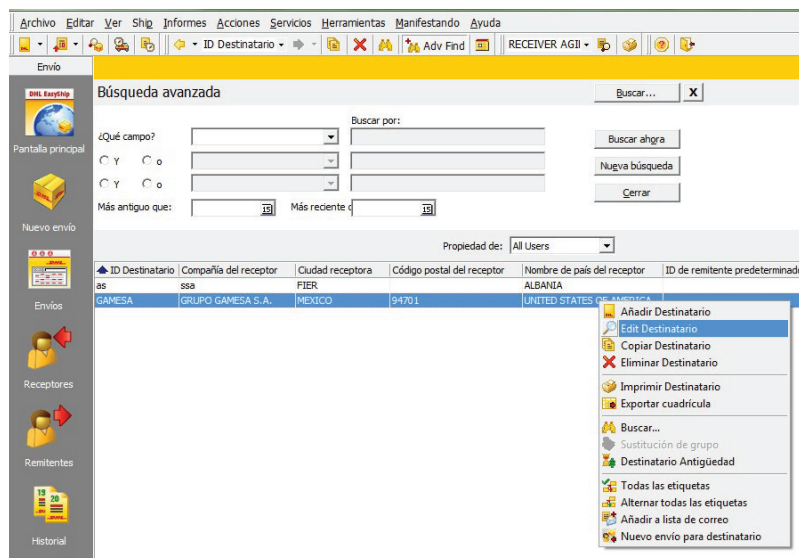 Archivo Editar Ver Ship Informes Acciones Servicios Herramientas Manifestando Ayuda
ID Destinatario Adv Find RECEIVER AGII
Envío
DHL EasyShip
Pantalla principal
Nuevo envío
Envíos
Receptores
Remitentes
19 20
Historial
Búsqueda avanzada Buscar... X
Buscar por:
¿Qué campo? Buscar ahora
Y o Nueva búsqueda
Y o Cerrar
Más antiguo que: 15 Más reciente q 15
Propiedad de: All Users
ID Destinatario Compañía del receptor Ciudad receptora Código postal del receptor Nombre de país del receptor ID de remitente predeterminado
as ssa FIER ALBANIA
GAMESA GRUPO GAMESA S.A. MEXICO 94701 UNITED STATES OF AMERICA
Añadir Destinatario
Edit Destinatario
Copiar Destinatario
Eliminar Destinatario
Imprimir Destinatario
Exportar cuadrícula
Buscar...
Sustitución de grupo
Destinatario Antigüedad
Todas las etiquetas
Alternar todas las etiquetas
Añadir a lista de correo
Nuevo envío para destinatario